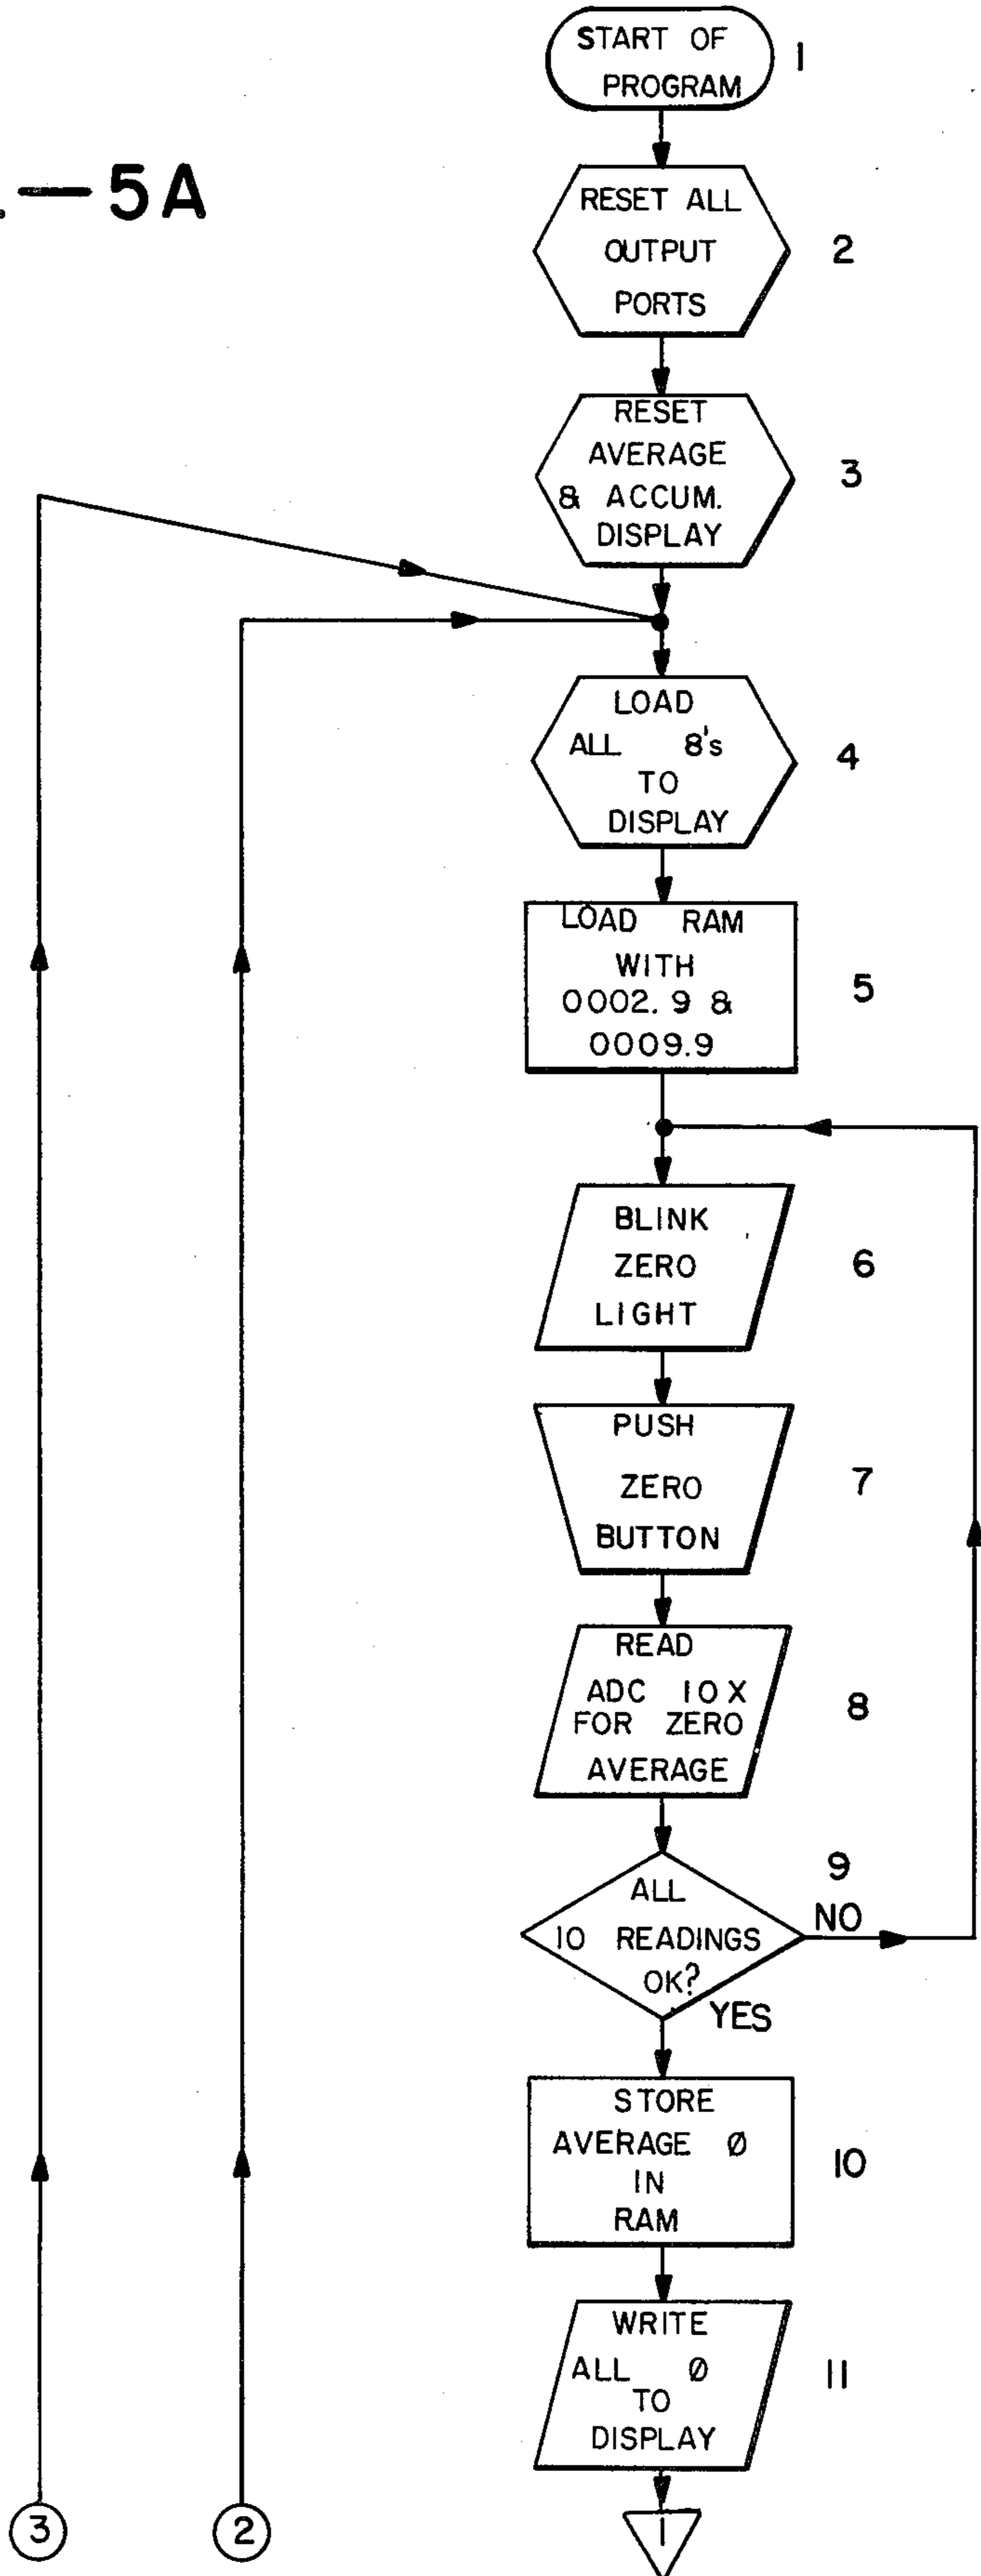 START OF
PROGRAM
1
— 5A
RESET ALL
OUTPUT
PORTS
2
RESET
AVERAGE
& ACCUM.
DISPLAY
3
LOAD
ALL 8's
TO
DISPLAY
4
LOAD RAM
WITH
0002.9 &
0009.9
5
BLINK
ZERO
LIGHT
6
PUSH
ZERO
BUTTON
7
READ
ADC 10X
FOR ZERO
AVERAGE
8
9
ALL
10 READINGS
OK?
NO
YES
STORE
AVERAGE Ø
IN
RAM
10
WRITE
ALL Ø
TO
DISPLAY
11
3
2
1